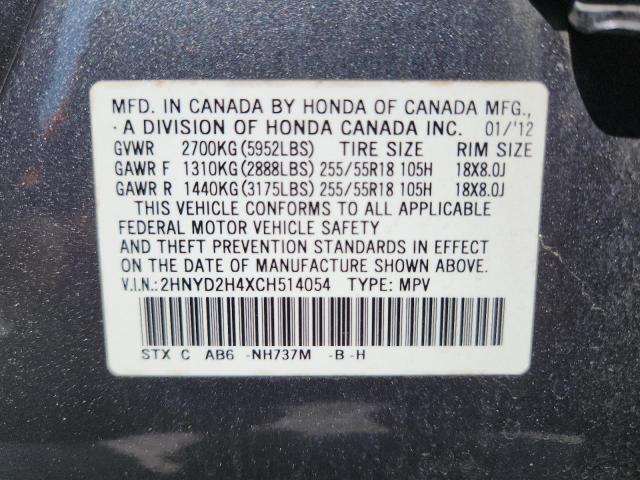 MFD. IN CANADA BY HONDA OF CANADA MFG.,
·A DIVISION OF HONDA CANADA INC. 01/'12
GVWR 2700KG(5952LBS) TIRE SIZE RIM SIZE
GAWR F 1310KG(2888LBS) 255/55R18 105H 18X8.0J
GAWR R 1440KG(3175LBS) 255/55R18 105H 18X8.0J
THIS VEHICLE CONFORMS TO ALL APPLICABLE
FEDERAL MOTOR VEHICLE SAFETY
AND THEFT PREVENTION STANDARDS IN EFFECT
ON THE DATE OF MANUFACTURE SHOWN ABOVE.
V.I.N.: 2HNYD2H4XCH514054 TYPE: MPV
STX C AB6 -NH737M -B -H